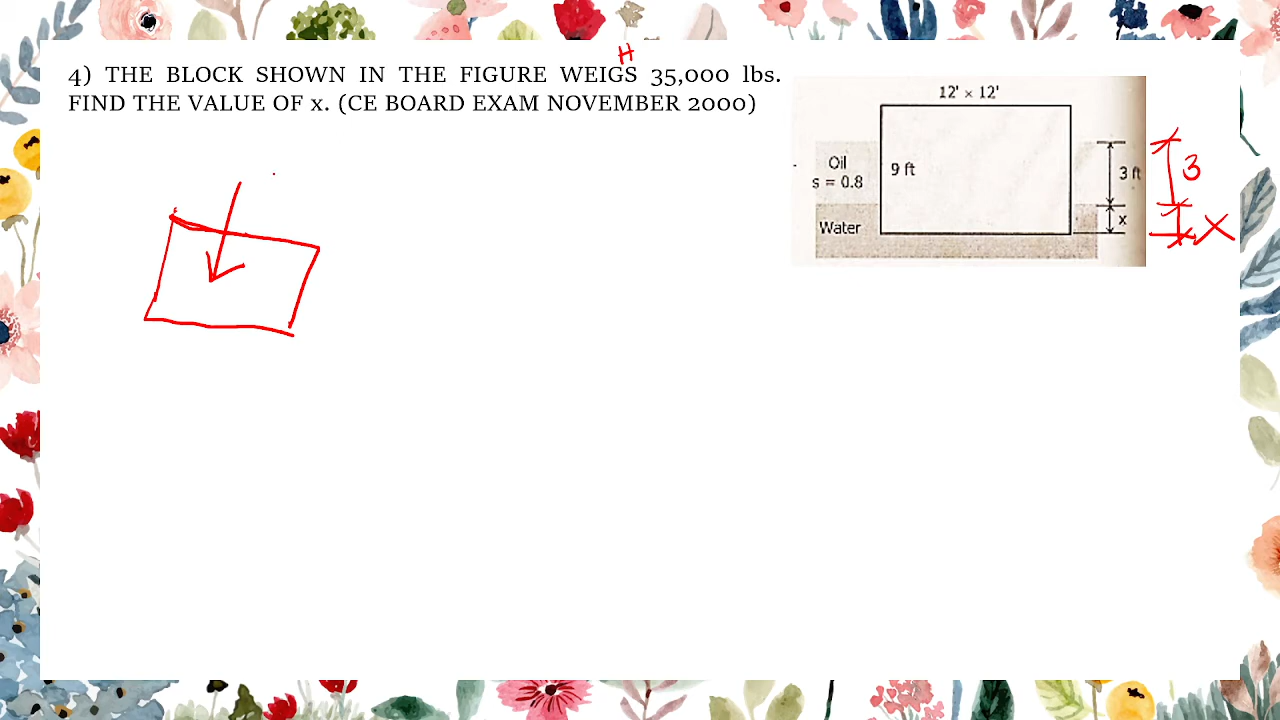 H
4) THE BLOCK SHOWN IN THE FIGURE WEIGS 35,000 lbs.
FIND THE VALUE OF x. (CE BOARD EXAM NOVEMBER 2000)
12' × 12'
Oil
s = 0.8
9 ft
3 ft
3
Water
x
X